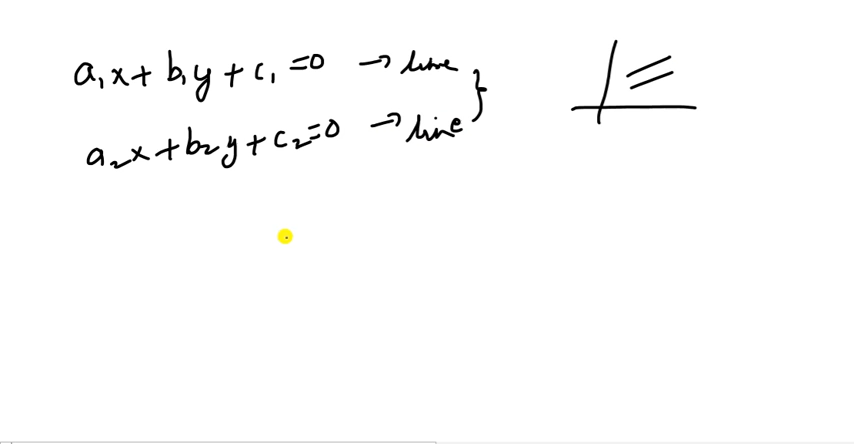 a₁x + b₁y + c₁ = 0 → line
a₂x + b₂y + c₂ = 0 → line